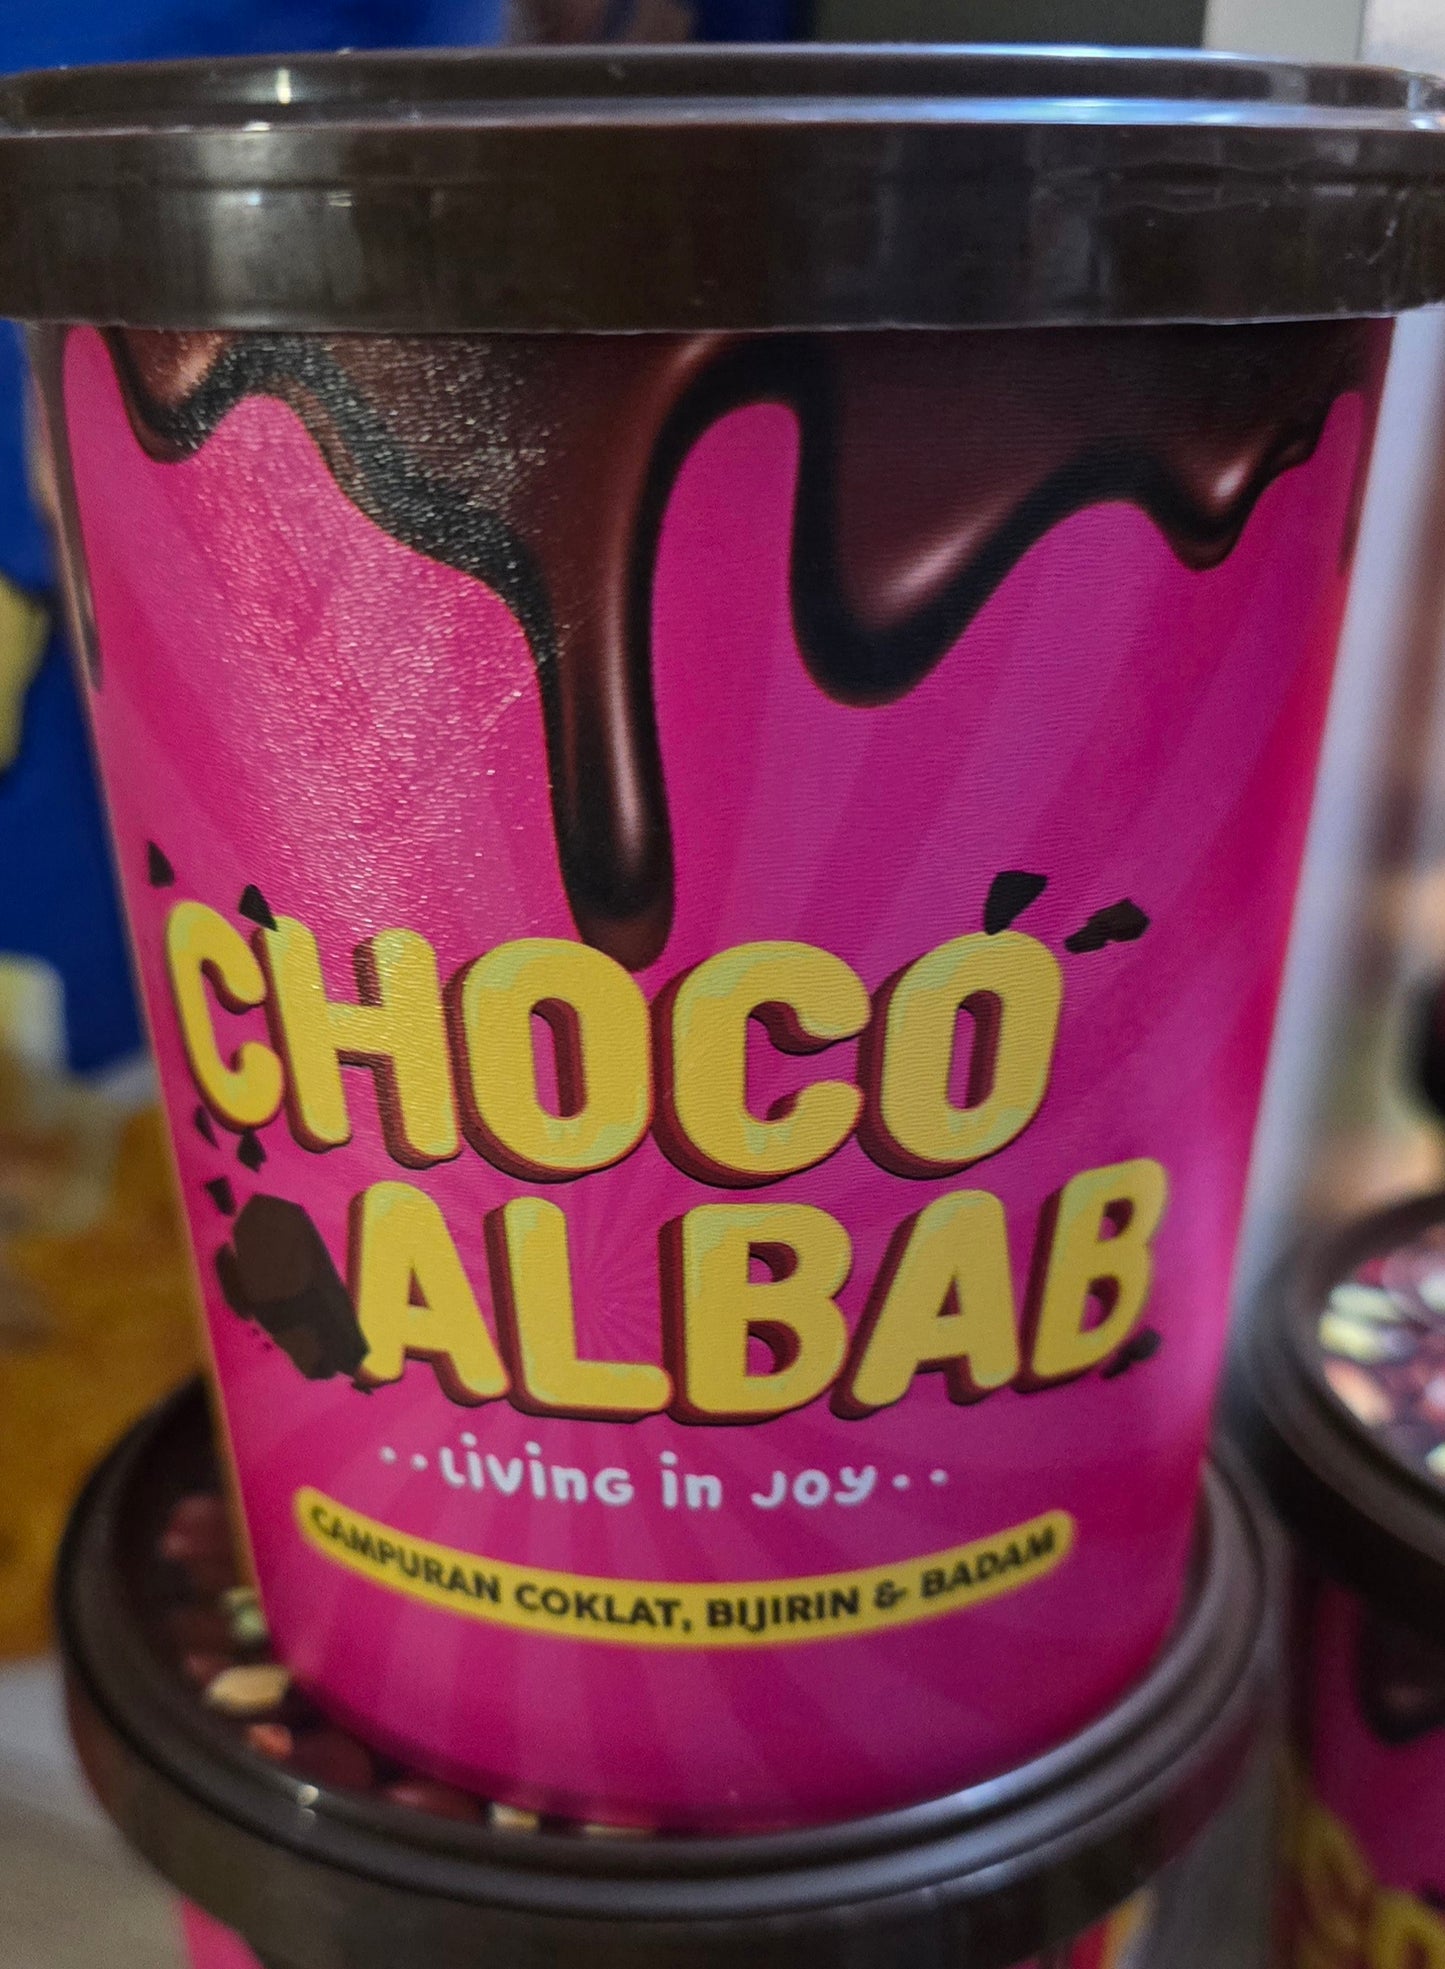 CHOCO
ALBAB
..Living in Joy..
CAMPURAN COKLAT, BIJIRIN & BADAM